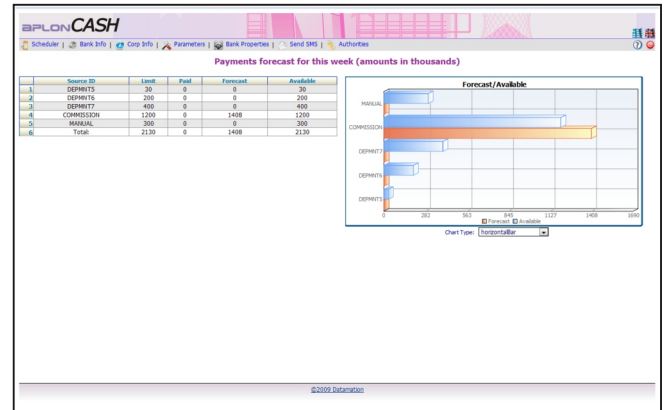 aPLONCASH
Scheduler | Bank Info | Corp Info | Parameters | Bank Properties | Send SMS | Authorities
Payments forecast for this week (amounts in thousands)
Source ID Limit Paid Forecast Available
1 DEPMNT5 30 0 0 30
2 DEPMNT6 200 0 0 200
3 DEPMNT7 400 0 0 400
4 COMMISSION 1200 0 1408 1200
5 MANUAL 300 0 0 300
6 Total: 2130 0 1408 2130
Forecast/Available
MANUAL
COMMISSION
DEPMNT7
DEPMNT6
DEPMNT5
0 282 563 845 1127 1408 1690
Forecast Available
Chart Type: horizontalBar
©2009 Datamation